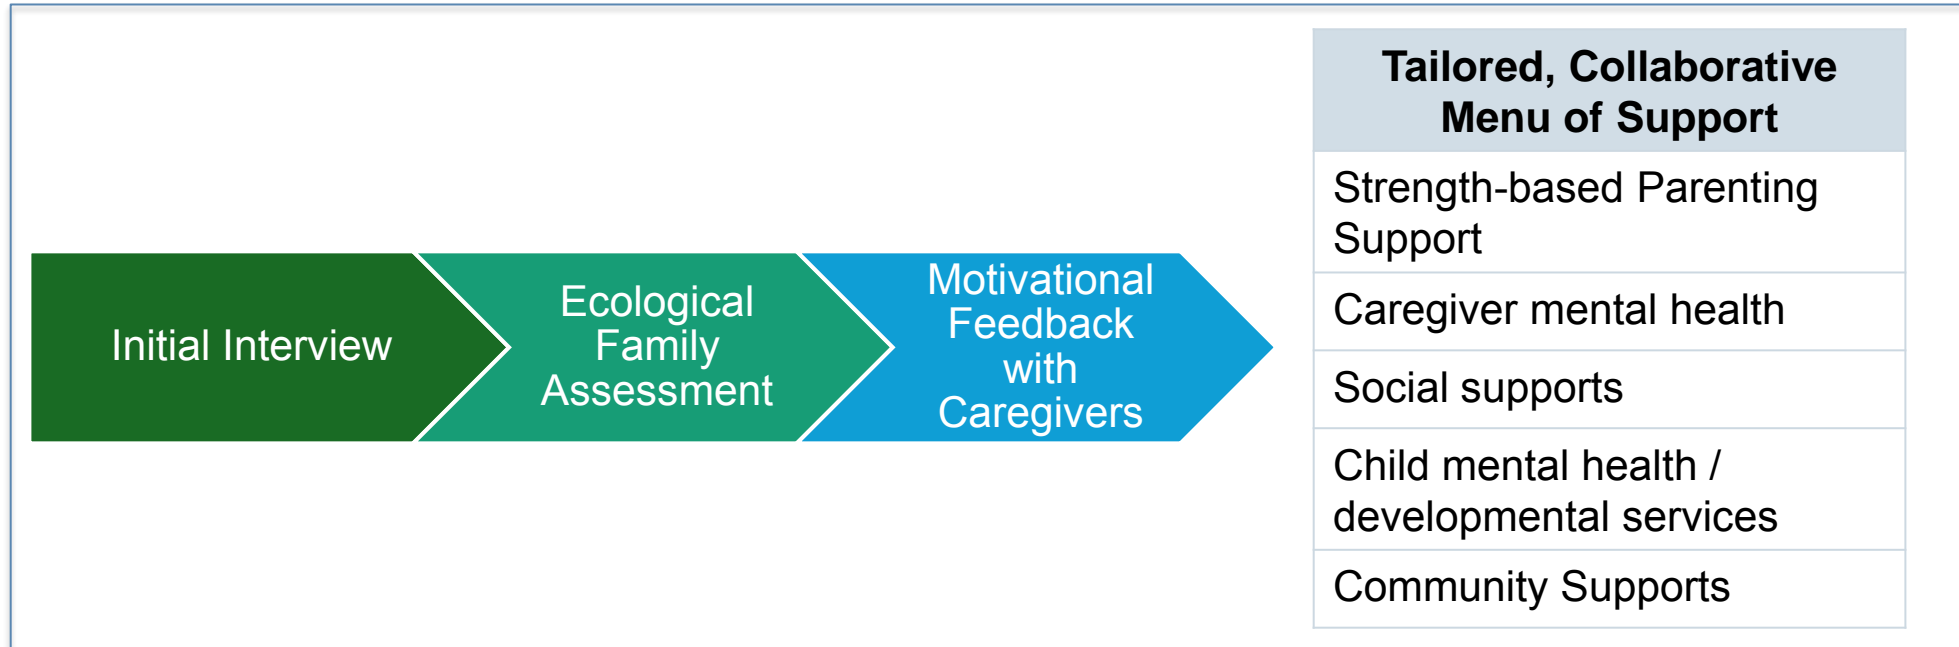 Initial Interview
Ecological
Family
Assessment
Motivational
Feedback
with
Caregivers
Tailored, Collaborative
Menu of Support
Strength-based Parenting
Support
Caregiver mental health
Social supports
Child mental health /
developmental services
Community Supports